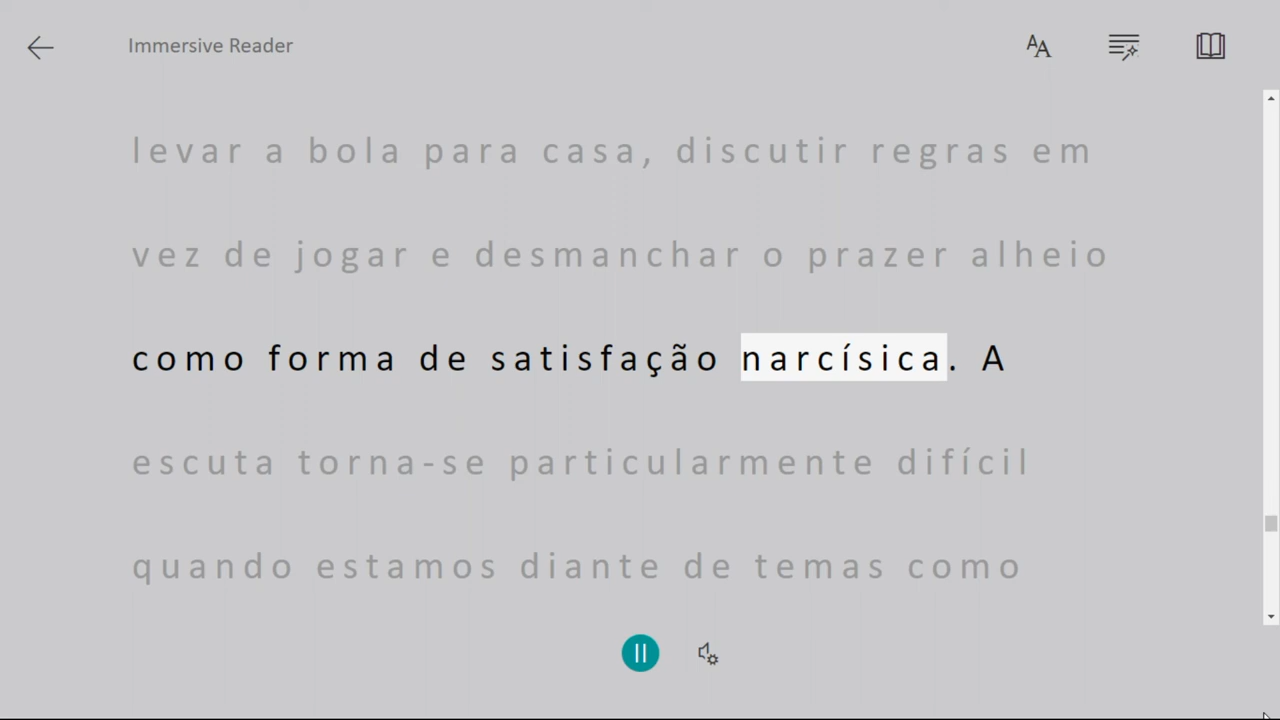 Immersive Reader
levar a bola para casa, discutir regras em
vez de jogar e desmanchar o prazer alheio
como forma de satisfação narcísica. A
escuta torna-se particularmente difícil
quando estamos diante de temas como